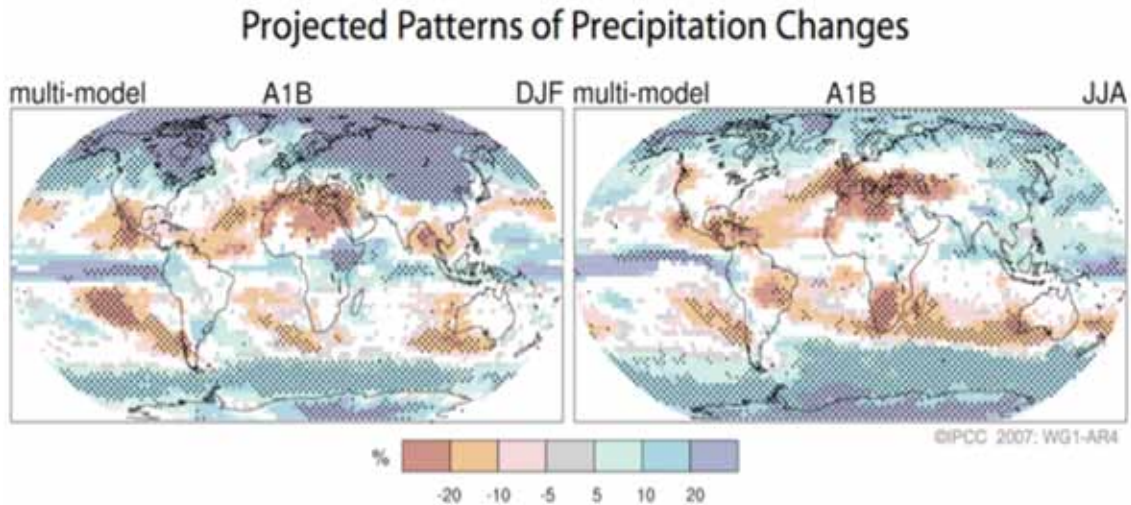 Projected Patterns of Precipitation Changes
multi-model A1B DJF multi-model A1B JJA
©IPCC 2007: WG1-AR4
%
-20 -10 -5 5 10 20